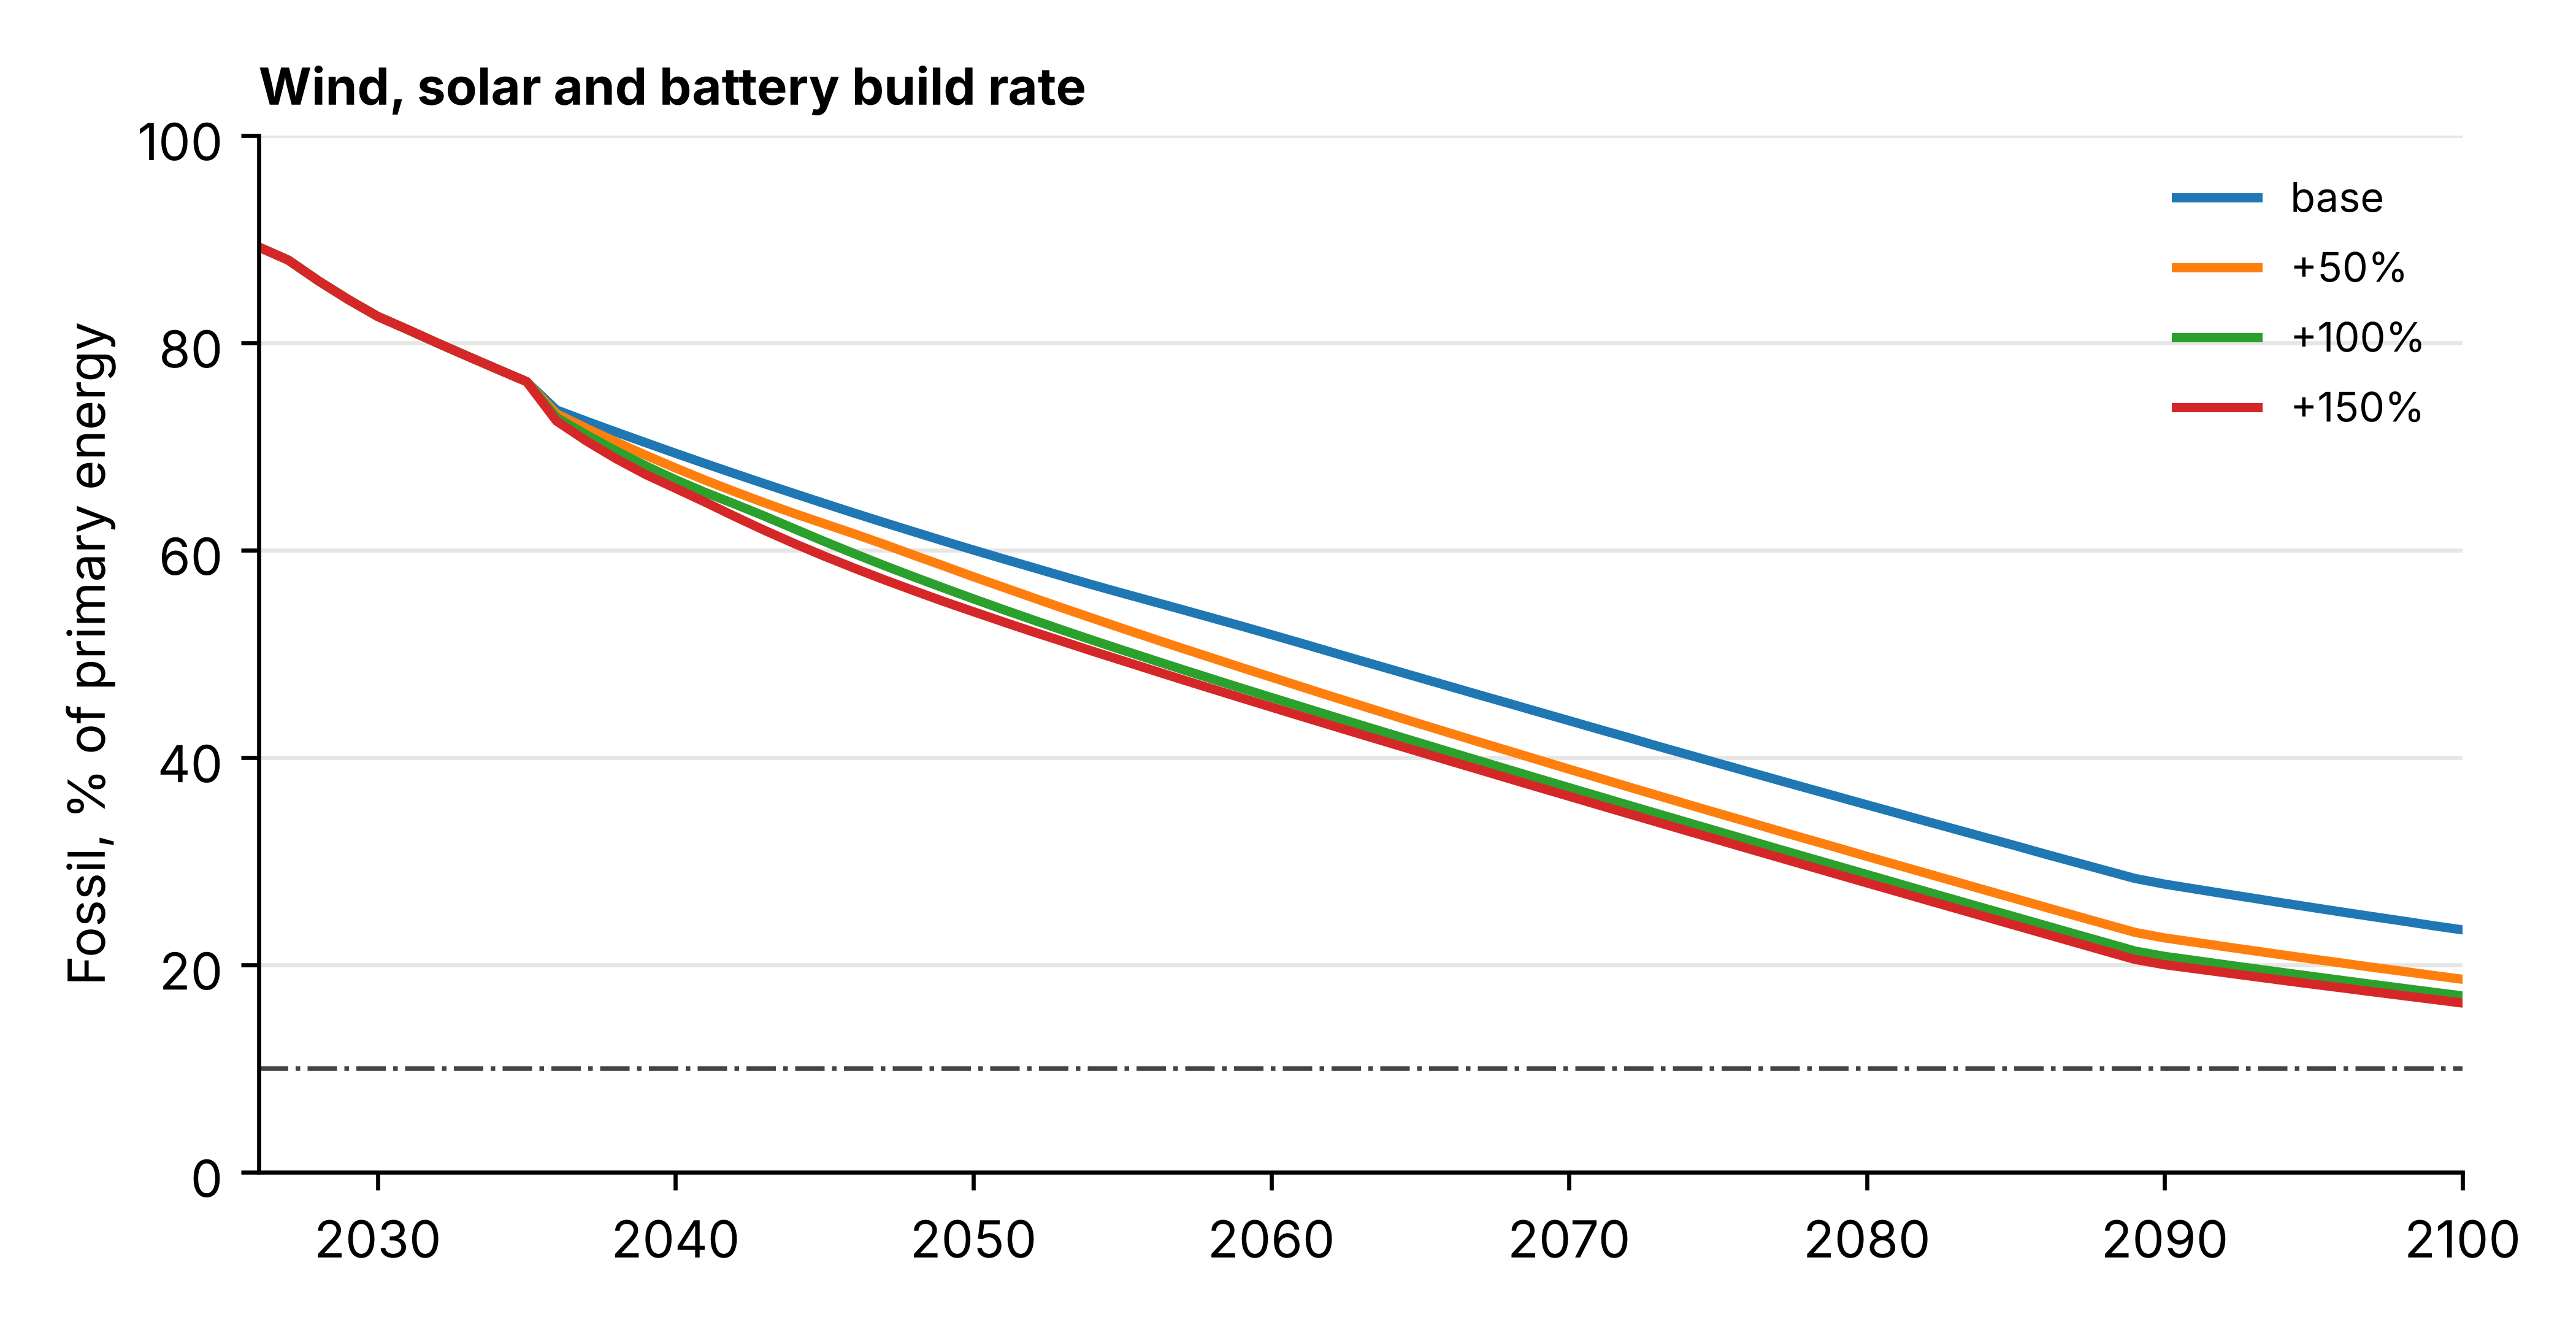 Wind, solar and battery build rate
Fossil, % of primary energy
100
80
60
40
20
0
base
+50%
+100%
+150%
2030 2040 2050 2060 2070 2080 2090 2100